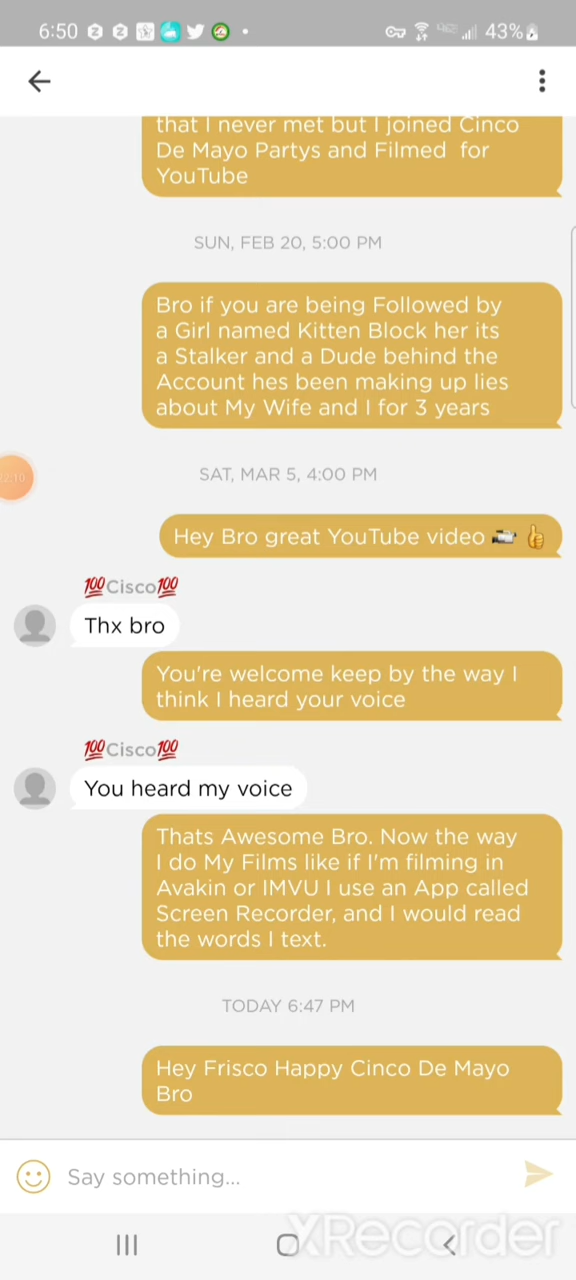 6:50
43%
that I never met but I joined Cinco
De Mayo Partys and Filmed for
YouTube
SUN, FEB 20, 5:00 PM
Bro if you are being Followed by
a Girl named Kitten Block her its
a Stalker and a Dude behind the
Account hes been making up lies
about My Wife and I for 3 years
SAT, MAR 5, 4:00 PM
22:10
Hey Bro great YouTube video 📹👍
💯Cisco💯
Thx bro
You're welcome keep by the way I
think I heard your voice
💯Cisco💯
You heard my voice
Thats Awesome Bro. Now the way
I do My Films like if I'm filming in
Avakin or IMVU I use an App called
Screen Recorder, and I would read
the words I text.
TODAY 6:47 PM
Hey Frisco Happy Cinco De Mayo
Bro
Say something...
XRecorder